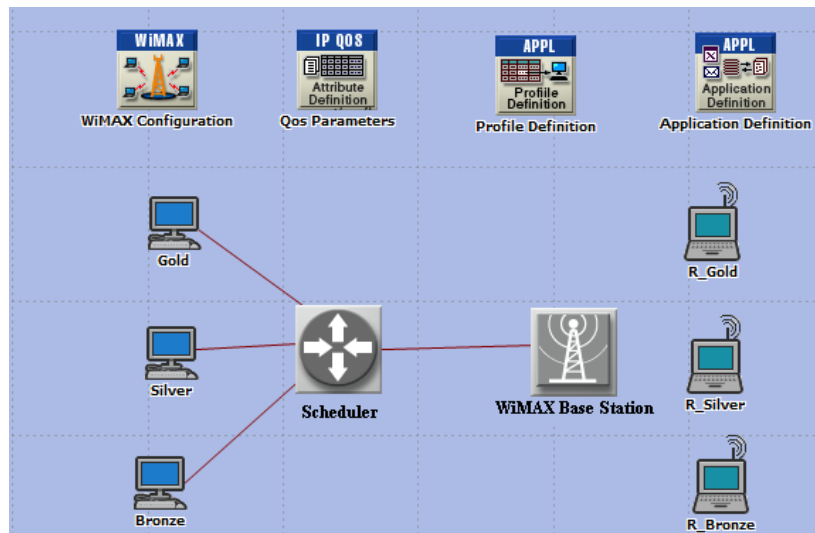 WiMAX
IP QOS
APPL
APPL
Attribute
Definition
Profille
Definition
Application
Definition
WiMAX Configuration
Qos Parameters
Profile Definition
Application Definition
Gold
R_Gold
Silver
Scheduler
WiMAX Base Station
R_Silver
Bronze
R_Bronze